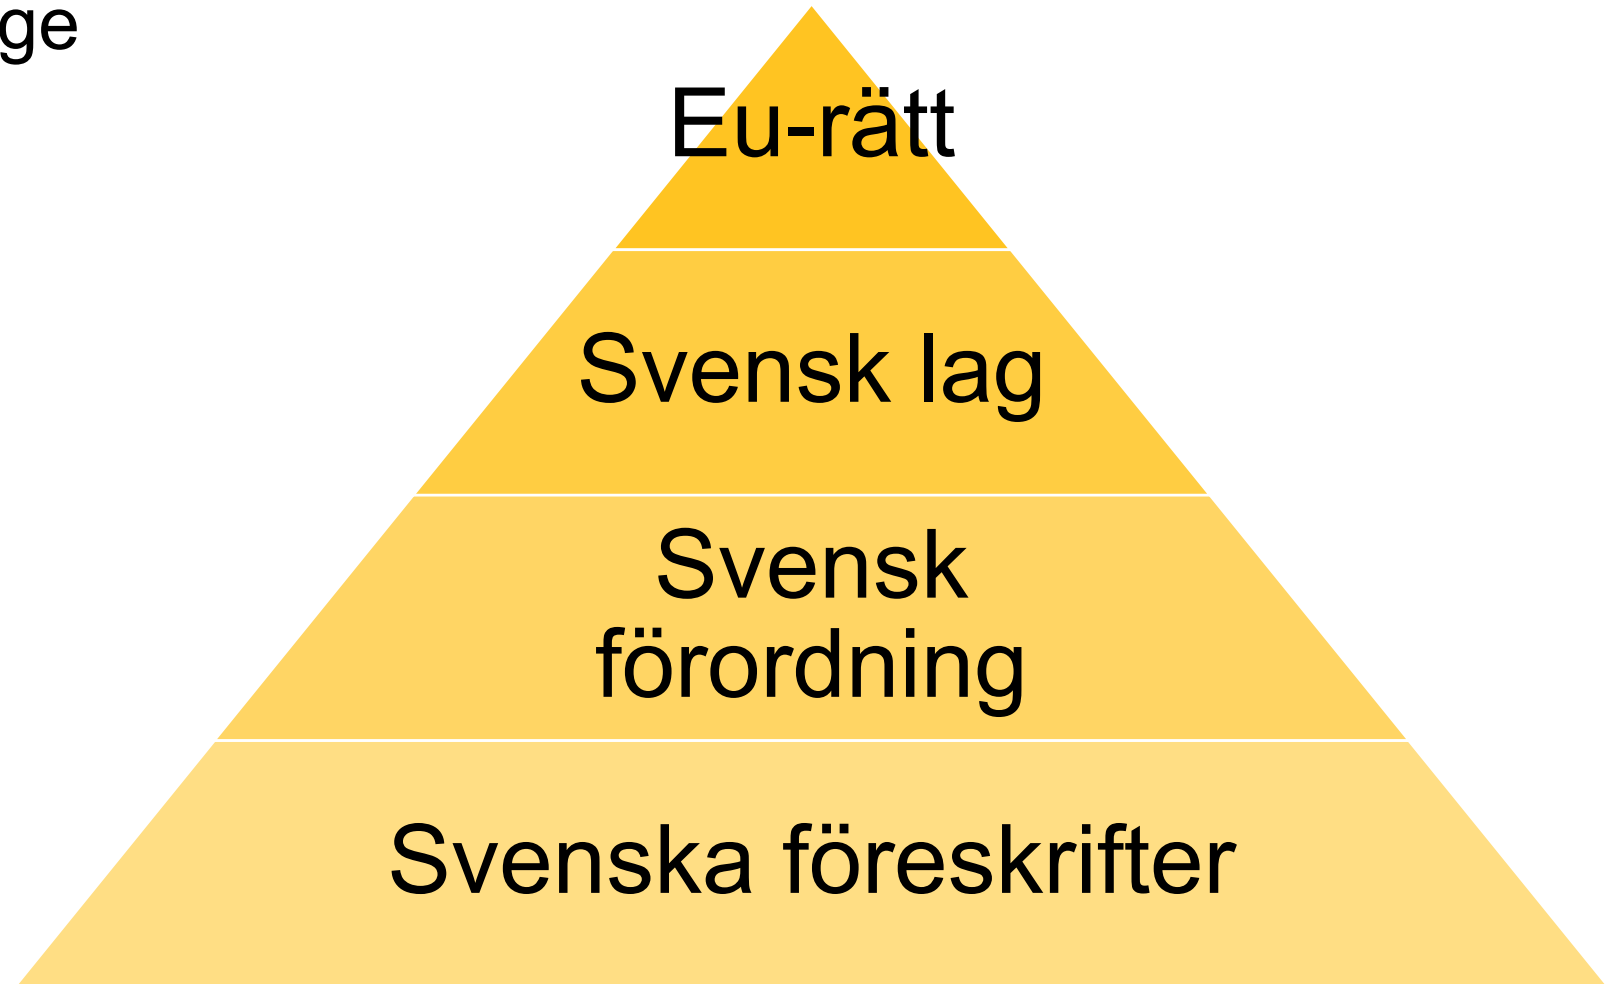 ge
Eu-rätt
Svensk lag
Svensk
förordning
Svenska föreskrifter